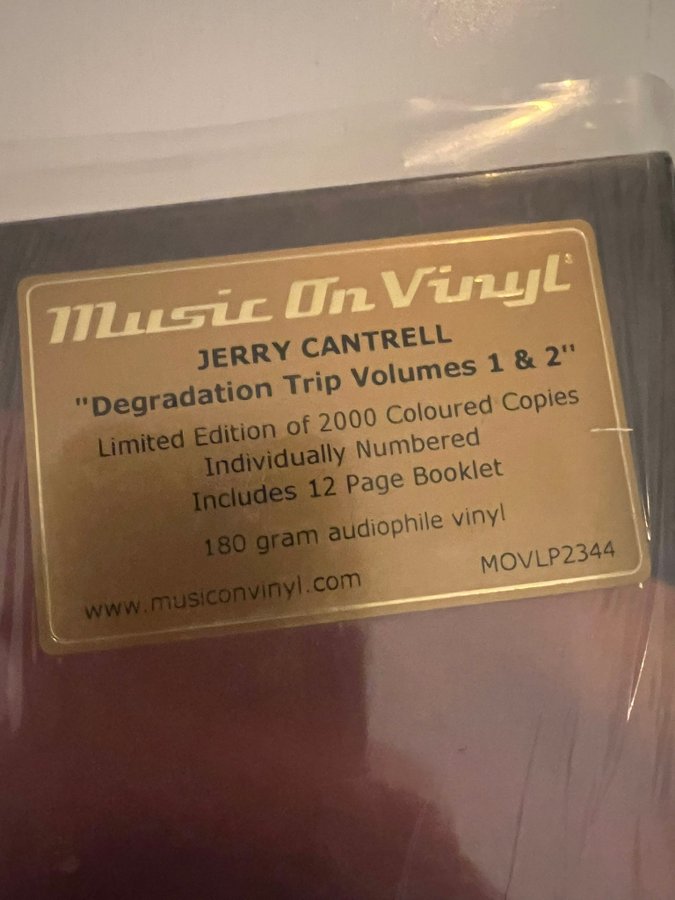 Music On Vinyl
JERRY CANTRELL
"Degradation Trip Volumes 1 & 2"
Limited Edition of 2000 Coloured Copies
Individually Numbered
Includes 12 Page Booklet
180 gram audiophile vinyl
www.musiconvinyl.com
MOVLP2344